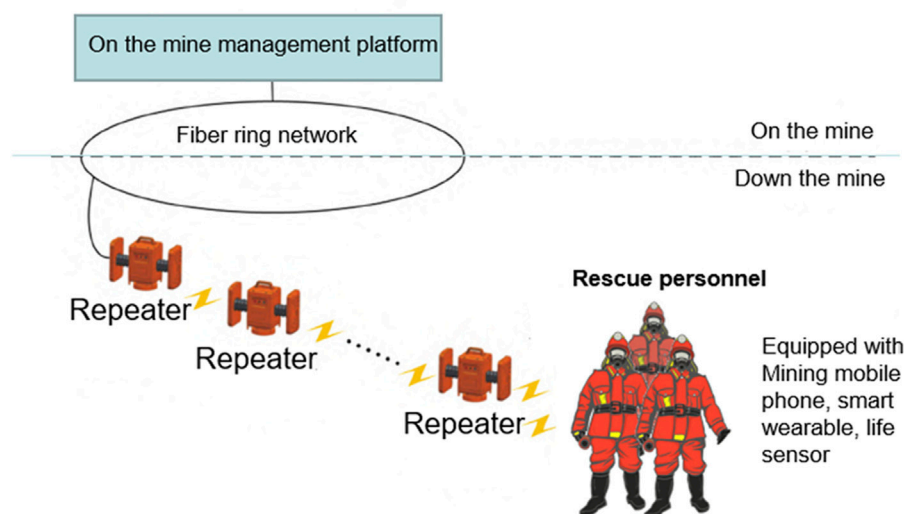 On the mine management platform
Fiber ring network
On the mine
Down the mine
Repeater
Repeater
Repeater
Rescue personnel
Equipped with
Mining mobile
phone, smart
wearable, life
sensor